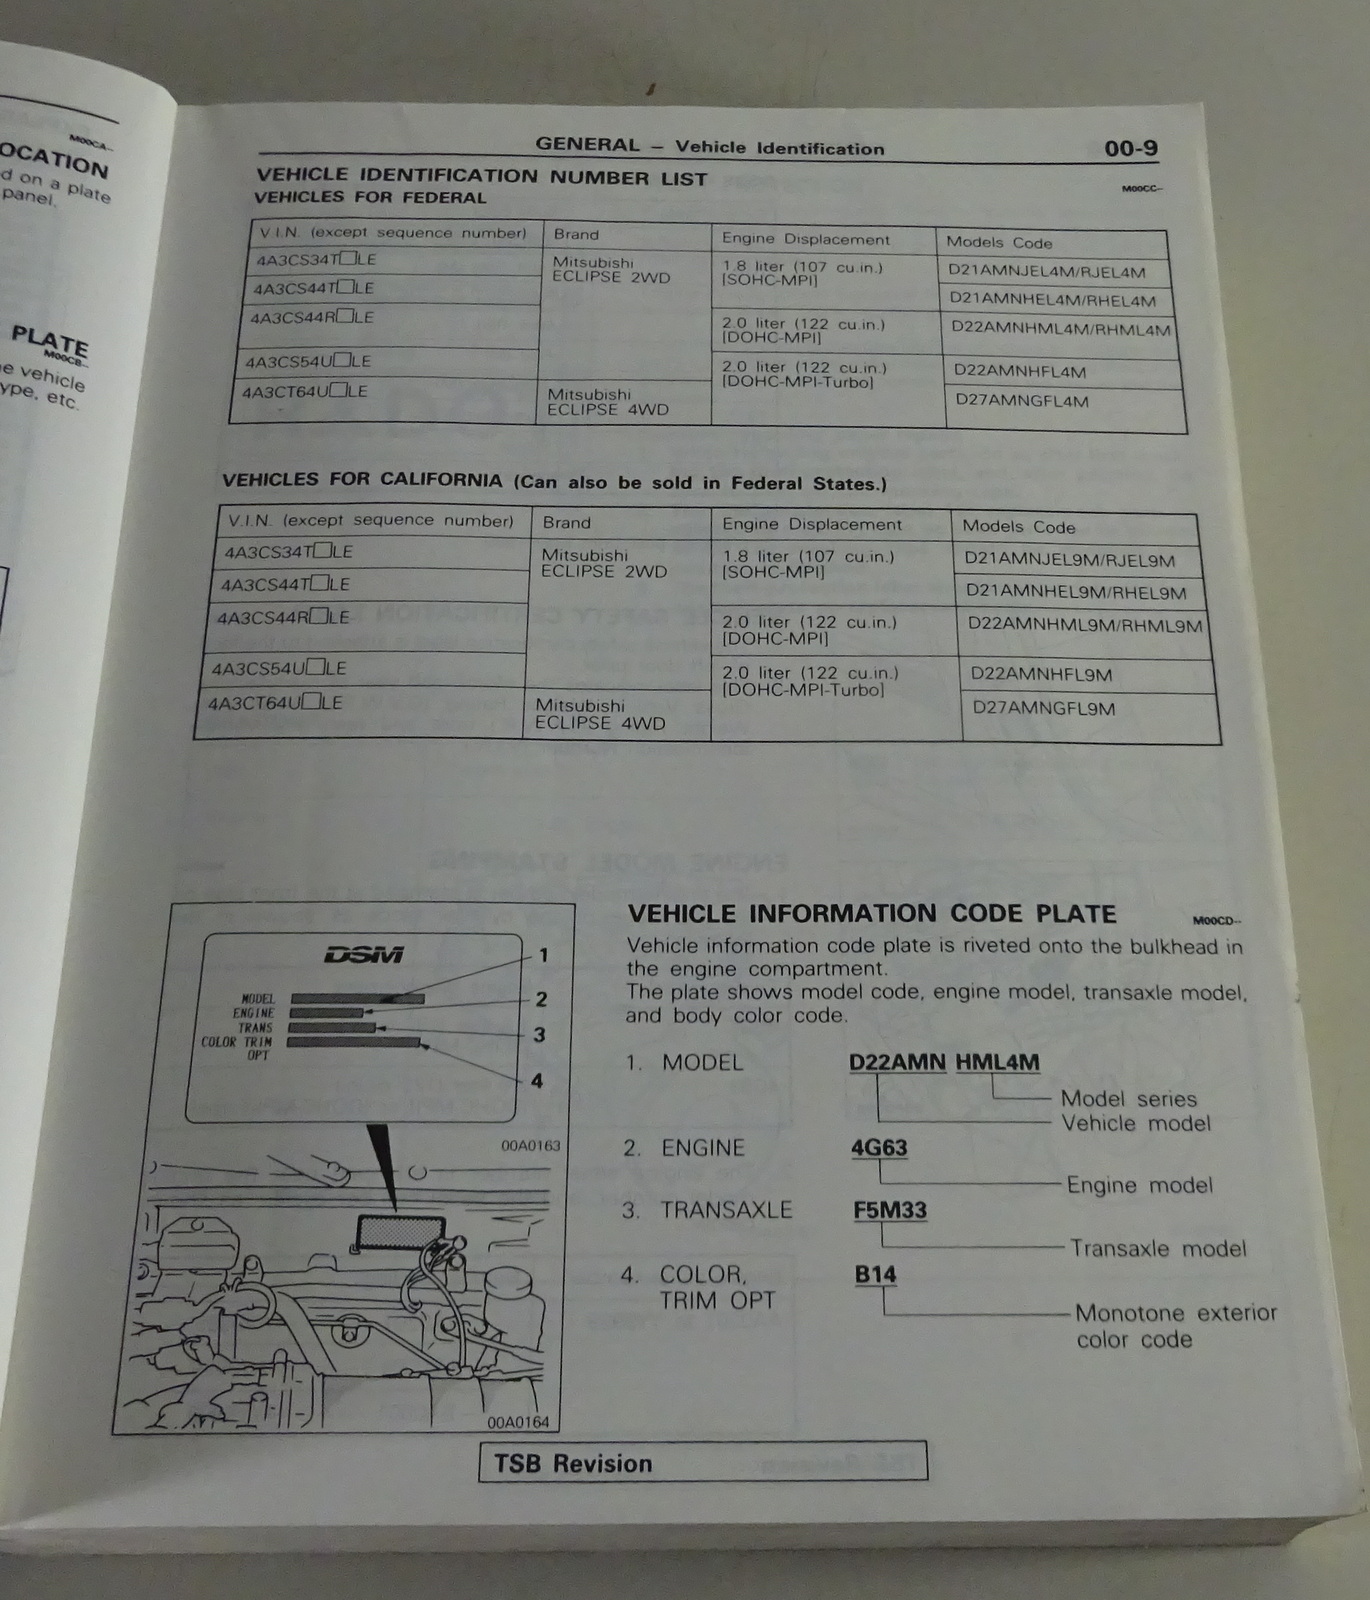 M00CA--
OCATION
d on a plate
panel.
PLATE
M00CB--
e vehicle
ype, etc.
GENERAL – Vehicle Identification 00-9
VEHICLE IDENTIFICATION NUMBER LIST
M00CC--
VEHICLES FOR FEDERAL
V.I.N. (except sequence number) Brand Engine Displacement Models Code
4A3CS34T□LE Mitsubishi 1.8 liter (107 cu.in.) D21AMNJEL4M/RJEL4M
ECLIPSE 2WD [SOHC-MPI]
4A3CS44T□LE D21AMNHEL4M/RHEL4M
4A3CS44R□LE 2.0 liter (122 cu.in.) D22AMNHML4M/RHML4M
[DOHC-MPI]
4A3CS54U□LE 2.0 liter (122 cu.in.) D22AMNHFL4M
[DOHC-MPI-Turbo]
4A3CT64U□LE Mitsubishi D27AMNGFL4M
ECLIPSE 4WD
VEHICLES FOR CALIFORNIA (Can also be sold in Federal States.)
V.I.N. (except sequence number) Brand Engine Displacement Models Code
4A3CS34T□LE Mitsubishi 1.8 liter (107 cu.in.) D21AMNJEL9M/RJEL9M
ECLIPSE 2WD [SOHC-MPI]
4A3CS44T□LE D21AMNHEL9M/RHEL9M
4A3CS44R□LE 2.0 liter (122 cu.in.) D22AMNHML9M/RHML9M
[DOHC-MPI]
4A3CS54U□LE 2.0 liter (122 cu.in.) D22AMNHFL9M
[DOHC-MPI-Turbo]
4A3CT64U□LE Mitsubishi D27AMNGFL9M
ECLIPSE 4WD
DSM
1
MODEL
2
ENGINE
TRANS
3
COLOR TRIM
OPT
4
00A0163
00A0164
VEHICLE INFORMATION CODE PLATE
M00CD--
Vehicle information code plate is riveted onto the bulkhead in
the engine compartment.
The plate shows model code, engine model, transaxle model,
and body color code.
1. MODEL D22AMN HML4M
Model series
Vehicle model
2. ENGINE 4G63
Engine model
3. TRANSAXLE F5M33
Transaxle model
4. COLOR, B14
TRIM OPT
Monotone exterior
color code
TSB Revision